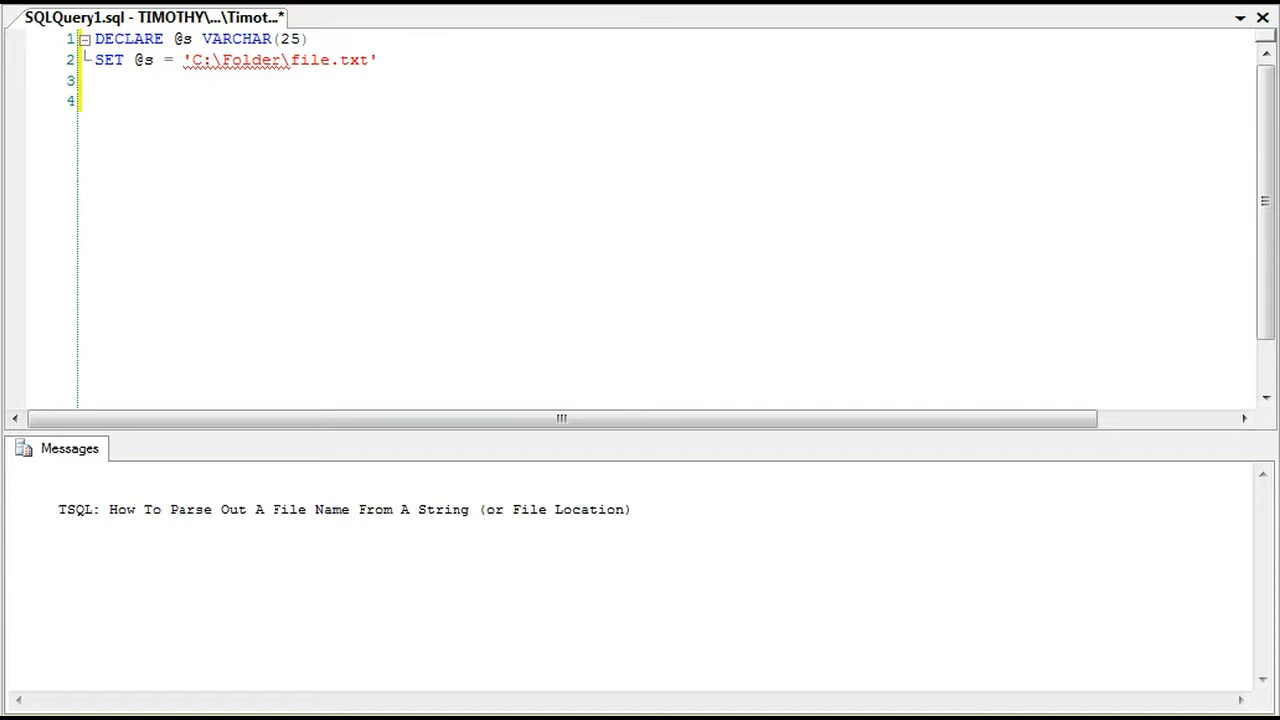 SQLQuery1.sql - TIMOTHY\...\Timot...*
1 DECLARE @s VARCHAR(25)
2 SET @s = 'C:\Folder\file.txt'
3
4
Messages
TSQL: How To Parse Out A File Name From A String (or File Location)